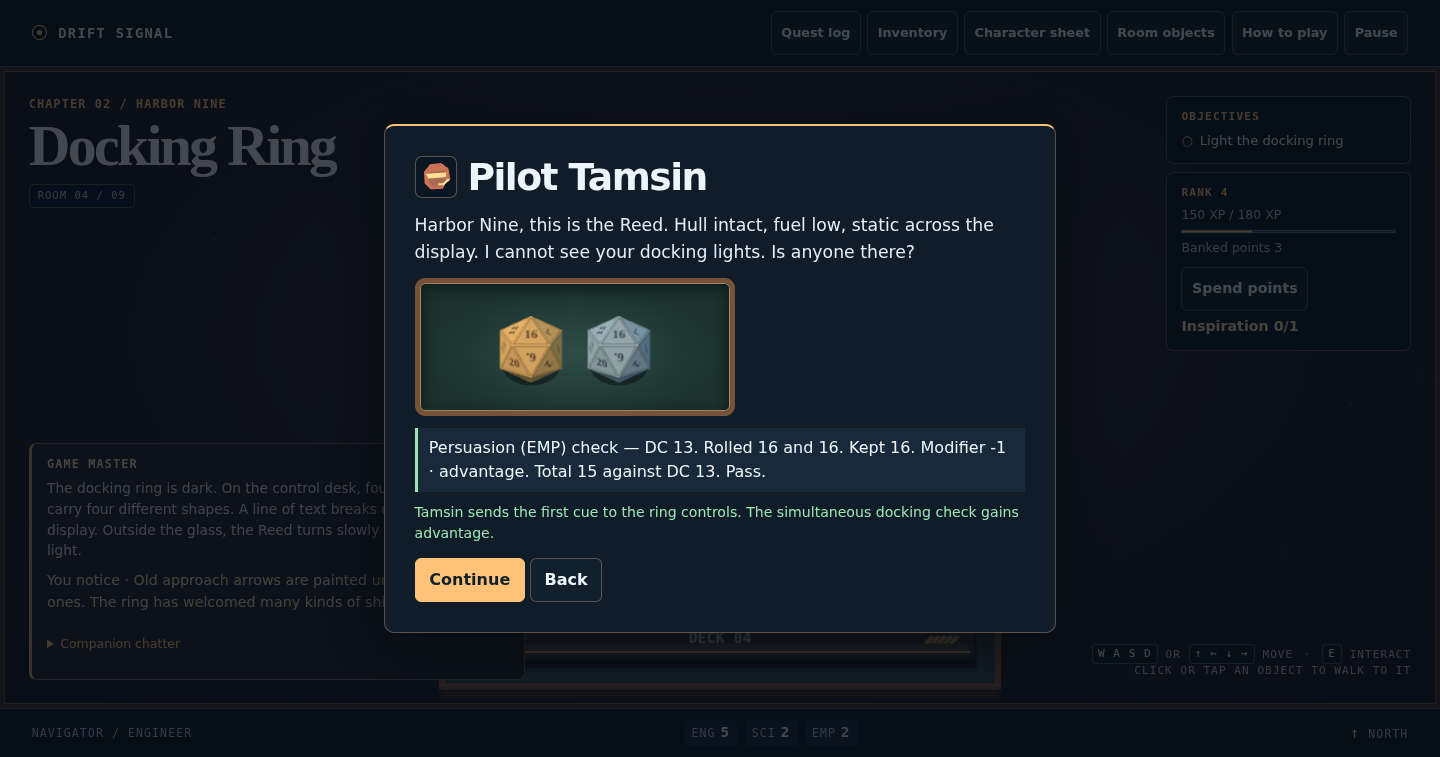 DRIFT SIGNAL
Quest log
Inventory
Character sheet
Room objects
How to play
Pause
CHAPTER 02 / HARBOR NINE
Docking Ring
ROOM 04 / 09
OBJECTIVES
○ Light the docking ring
RANK 4
150 XP / 180 XP
Banked points 3
Spend points
Inspiration 0/1
Pilot Tamsin
Harbor Nine, this is the Reed. Hull intact, fuel low, static across the
display. I cannot see your docking lights. Is anyone there?
16
9.
20
16
9.
20
Persuasion (EMP) check — DC 13. Rolled 16 and 16. Kept 16. Modifier -1
· advantage. Total 15 against DC 13. Pass.
Tamsin sends the first cue to the ring controls. The simultaneous docking check gains
advantage.
Continue
Back
GAME MASTER
The docking ring is dark. On the control desk,
carry four different shapes. A line of text breaks
display. Outside the glass, the Reed turns slowly
light.
You notice · Old approach arrows are painted
ones. The ring has welcomed many kinds of
▶ Companion chatter
DECK 04
W A S D OR ↑ ← ↓ → MOVE · E INTERACT
CLICK OR TAP AN OBJECT TO WALK TO IT
NAVIGATOR / ENGINEER
ENG 5
SCI 2
EMP 2
↑ NORTH